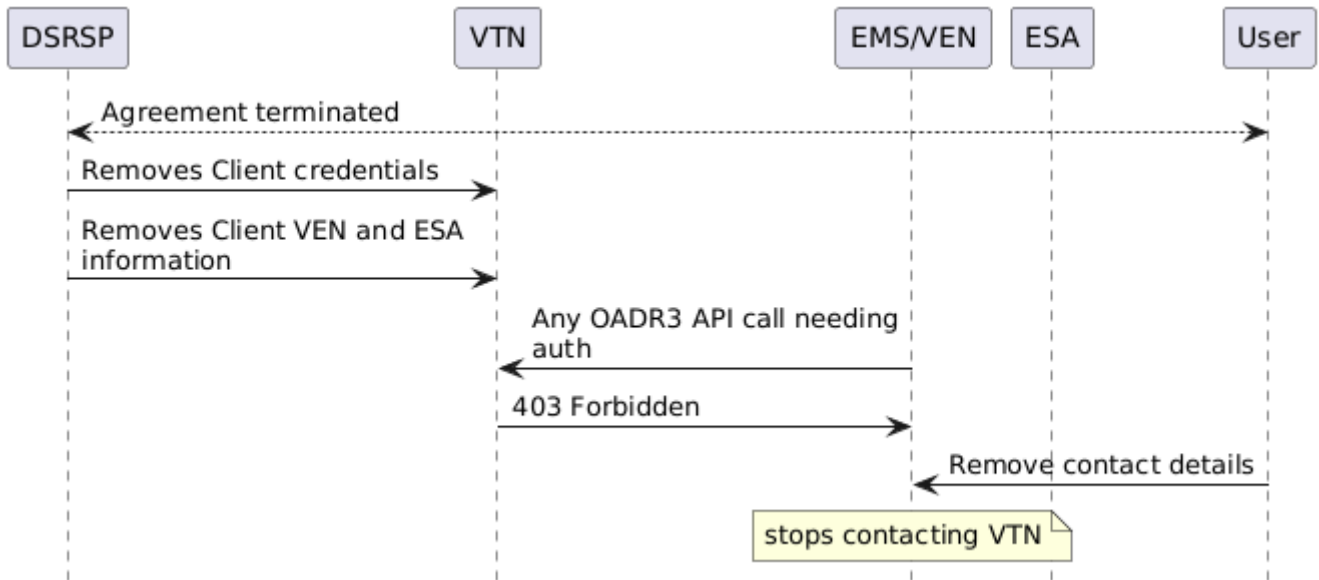 DSRSP
VTN
EMS/VEN
ESA
User
Agreement terminated
Removes Client credentials
Removes Client VEN and ESA
information
Any OADR3 API call needing
auth
403 Forbidden
Remove contact details
stops contacting VTN